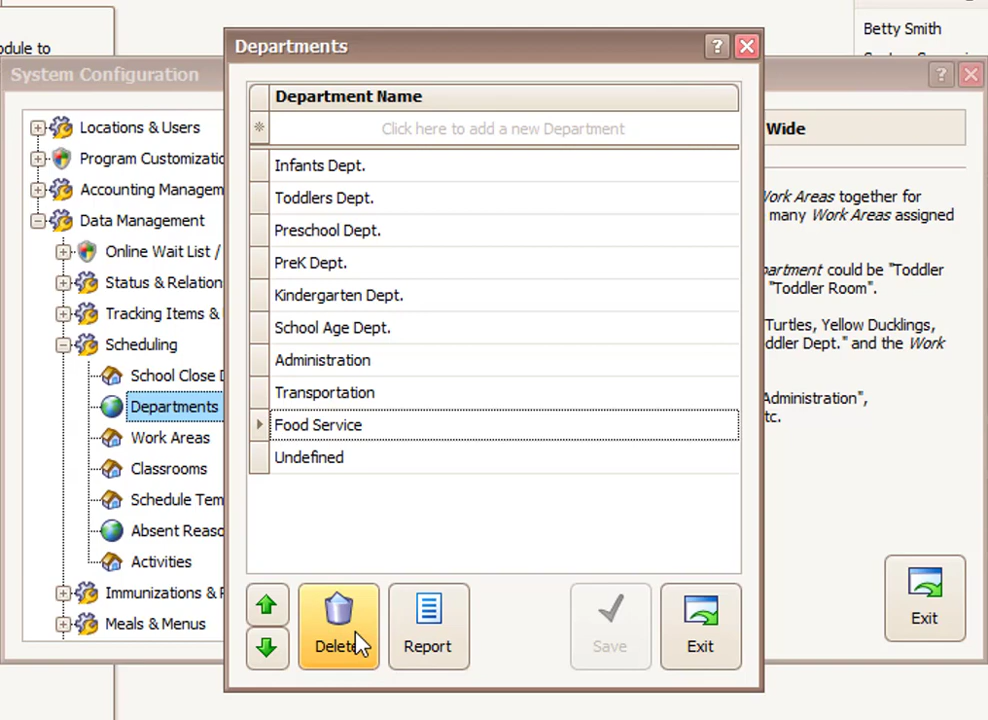 Betty Smith
odule to
System Configuration
?
Departments
?
Department Name
Click here to add a new Department
Infants Dept.
Toddlers Dept.
Preschool Dept.
PreK Dept.
Kindergarten Dept.
School Age Dept.
Administration
Transportation
Food Service
Undefined
Delete
Report
Save
Exit
Locations & Users
Program Customizatio
Accounting Managem
Data Management
Online Wait List /
Status & Relation
Tracking Items &
Scheduling
School Close D
Departments
Work Areas
Classrooms
Schedule Tem
Absent Reaso
Activities
Immunizations &
Meals & Menus
Wide
Work Areas together for
many Work Areas assigned
partment could be "Toddler
"Toddler Room".
Turtles, Yellow Ducklings,
ddler Dept." and the Work
Administration",
tc.
Exit